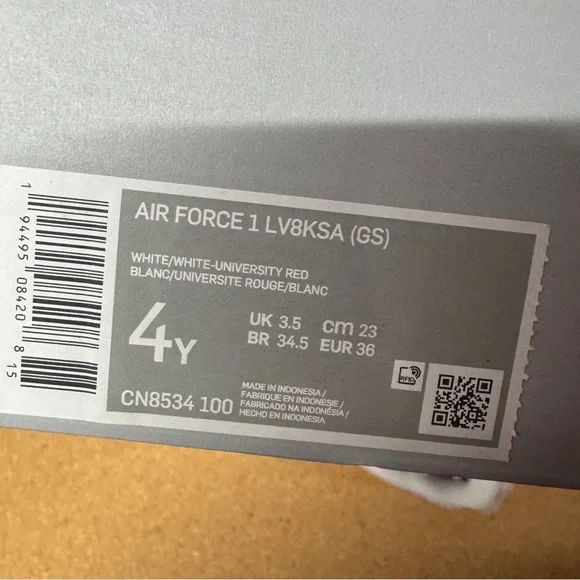 AIR FORCE 1 LV8KSA (GS)
WHITE/WHITE-UNIVERSITY RED
BLANC/UNIVERSITE ROUGE/BLANC
4Y
UK 3.5 cm 23
BR 34.5 EUR 36
CN8534 100
MADE IN INDONESIA/
FABRIQUE EN INDONESIE/
FABRICADO NA INDONÉSIA/
HECHO EN INDONESIA
RFID
1 94495 08420 815